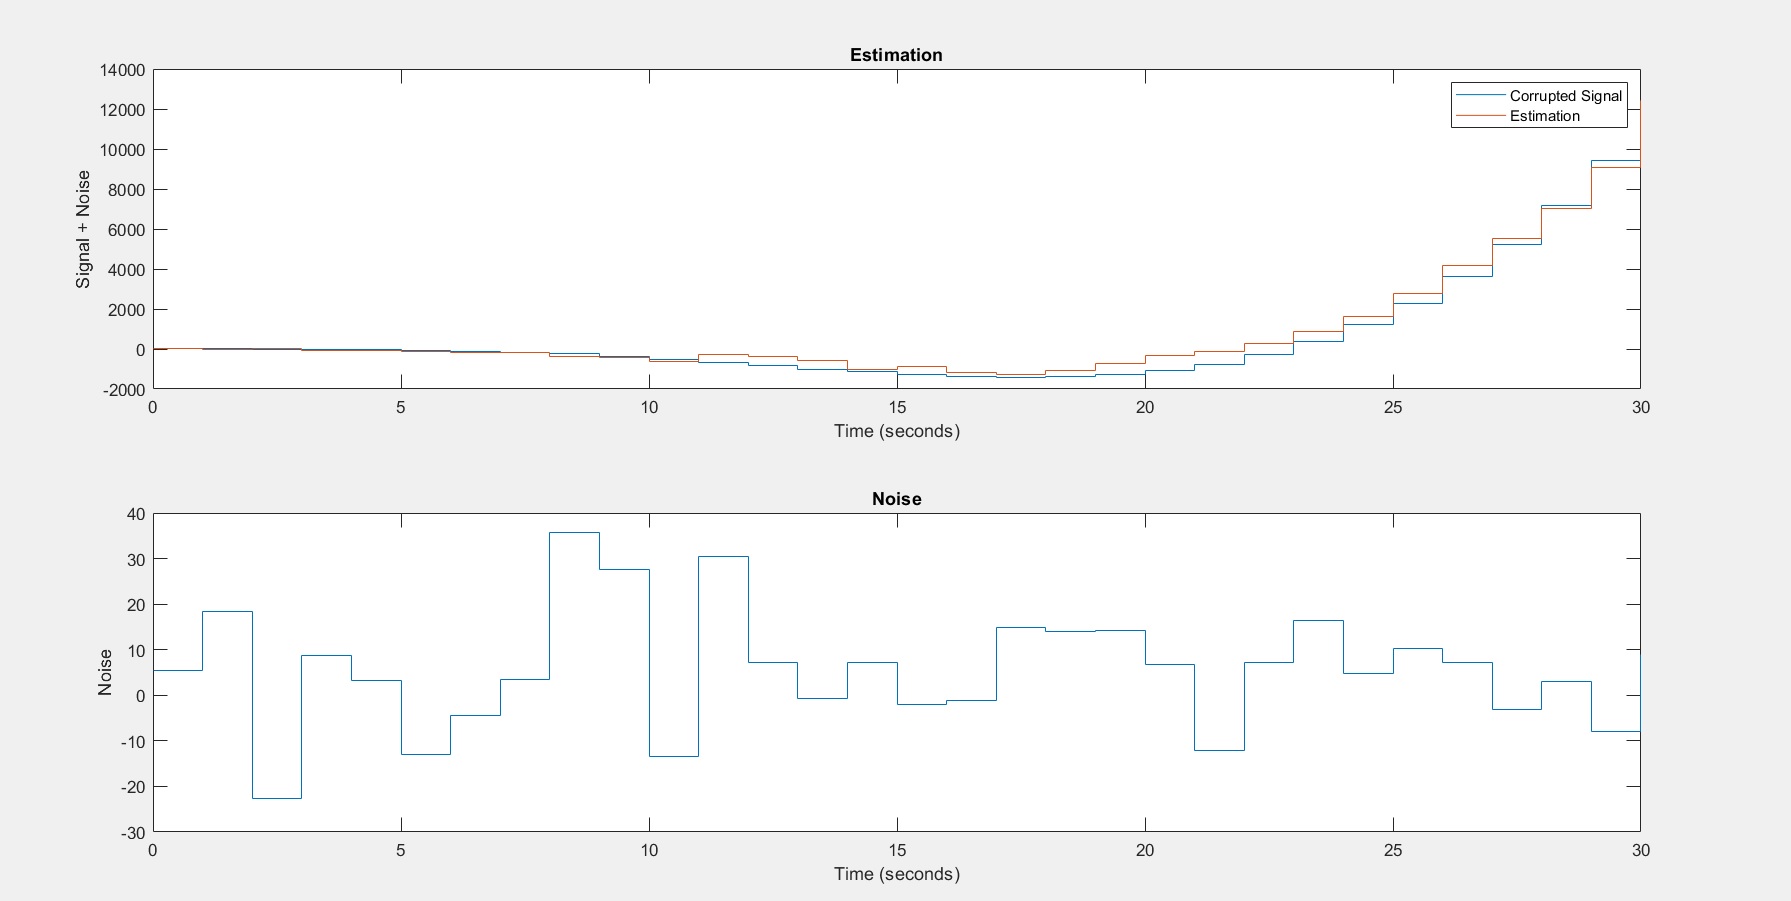 Estimation
14000
12000
10000
8000
6000
4000
2000
0
-2000
Signal + Noise
Corrupted Signal
Estimation
0 5 10 15 20 25 30
Time (seconds)
Noise
40
30
20
10
0
-10
-20
-30
Noise
0 5 10 15 20 25 30
Time (seconds)